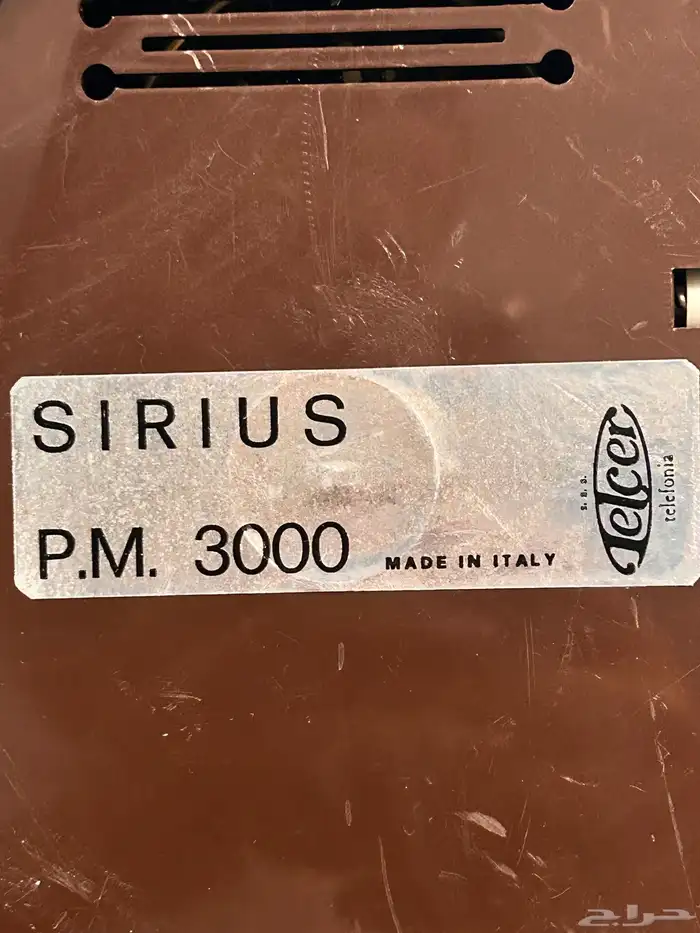 SIRIUS
P.M. 3000
MADE IN ITALY
Telcer
telefonia
حراج